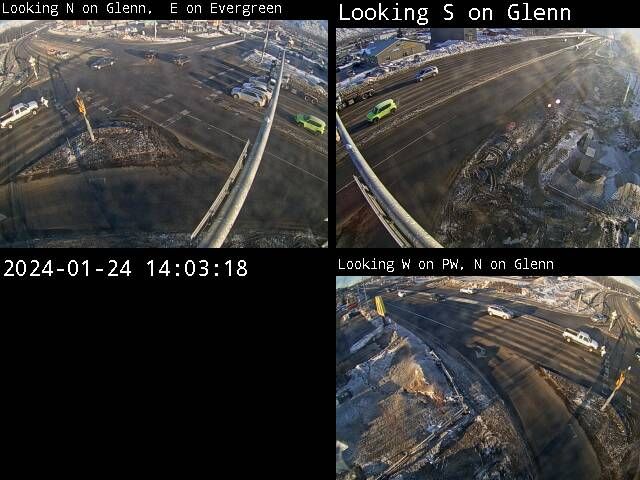 Looking N on Glenn, E on Evergreen
Looking S on Glenn
2024-01-24 14:03:18
Looking W on PW, N on Glenn